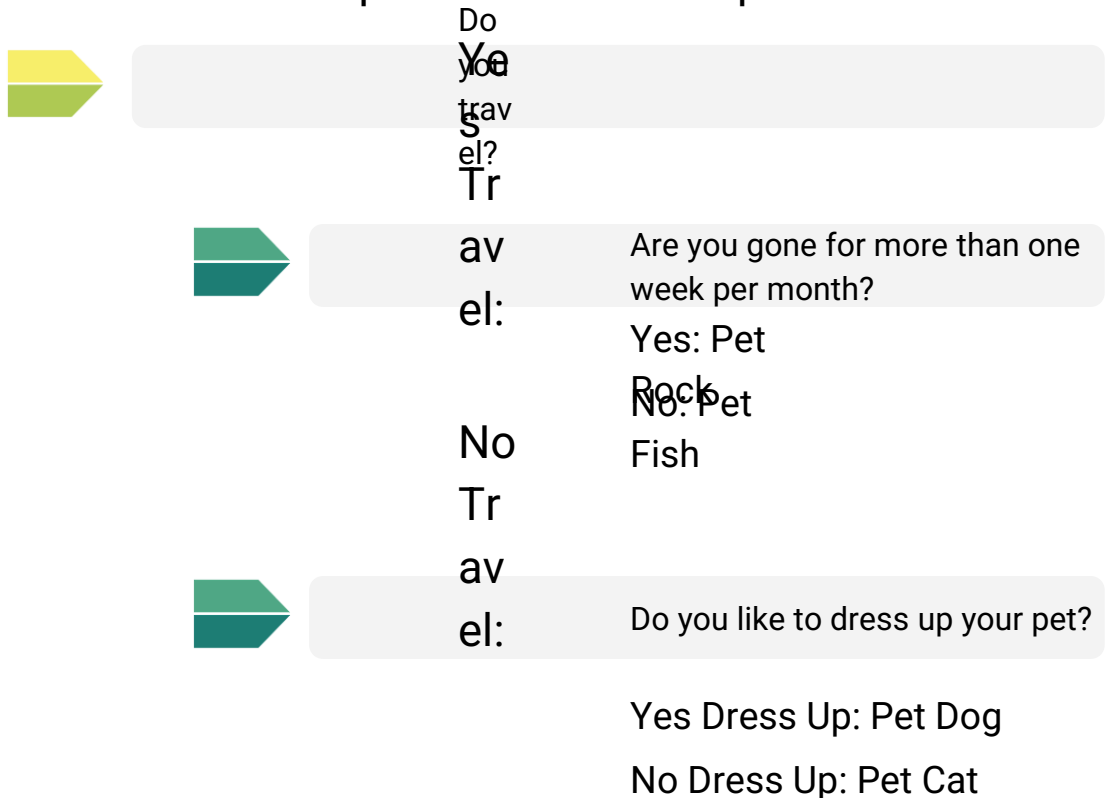 Do
you
trav
el?
Ye
s
Tr
av
el:
Are you gone for more than one
week per month?
Yes: Pet
Rock
No: Pet
Fish
No
Tr
av
el:
Do you like to dress up your pet?
Yes Dress Up: Pet Dog
No Dress Up: Pet Cat